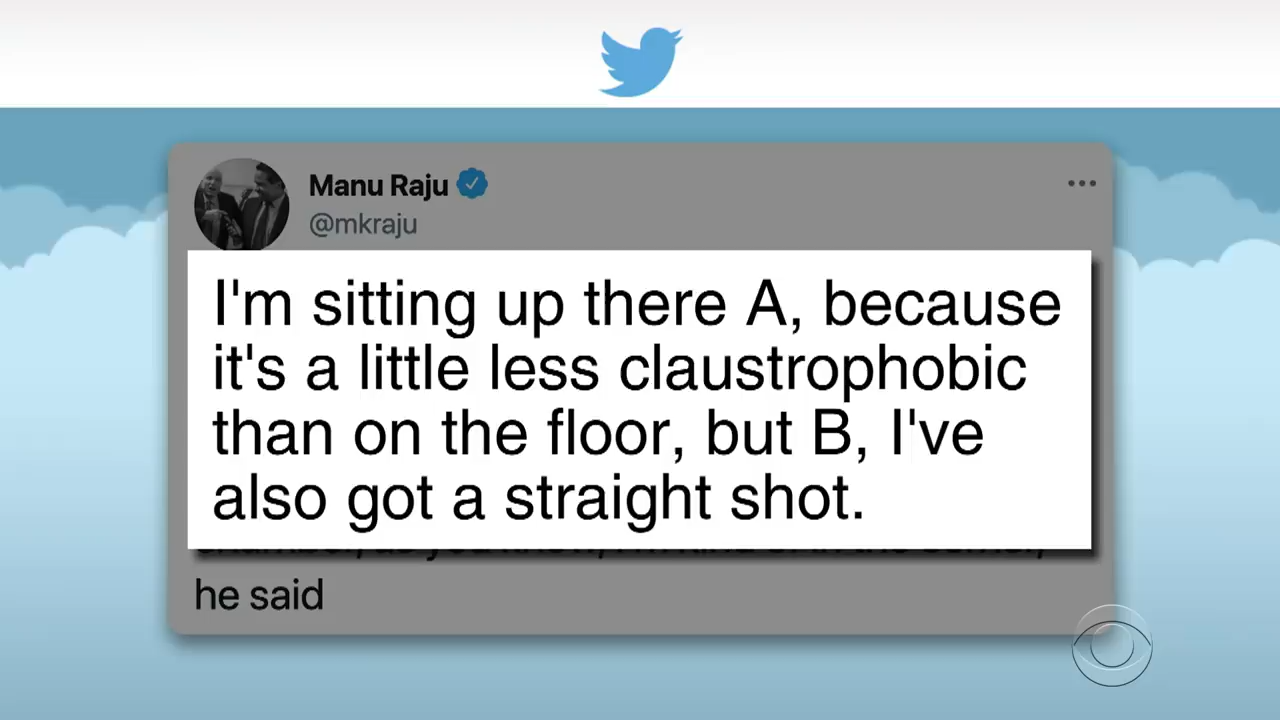 Manu Raju
@mkraju
I'm sitting up there A, because
it's a little less claustrophobic
than on the floor, but B, I've
also got a straight shot.
he said